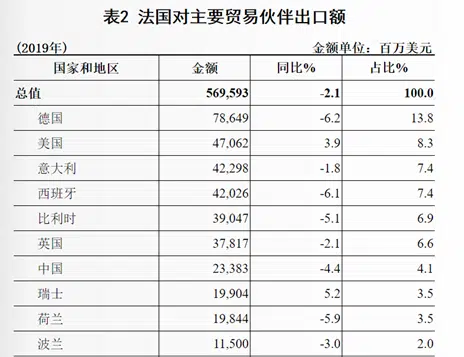 表2 法国对主要贸易伙伴出口额
(2019年) 金额单位：百万美元
国家和地区 金额 同比% 占比%
总值 569,593 -2.1 100.0
德国 78,649 -6.2 13.8
美国 47,062 3.9 8.3
意大利 42,298 -1.8 7.4
西班牙 42,026 -6.1 7.4
比利时 39,047 -5.1 6.9
英国 37,817 -2.1 6.6
中国 23,383 -4.4 4.1
瑞士 19,904 5.2 3.5
荷兰 19,844 -5.9 3.5
波兰 11,500 -3.0 2.0